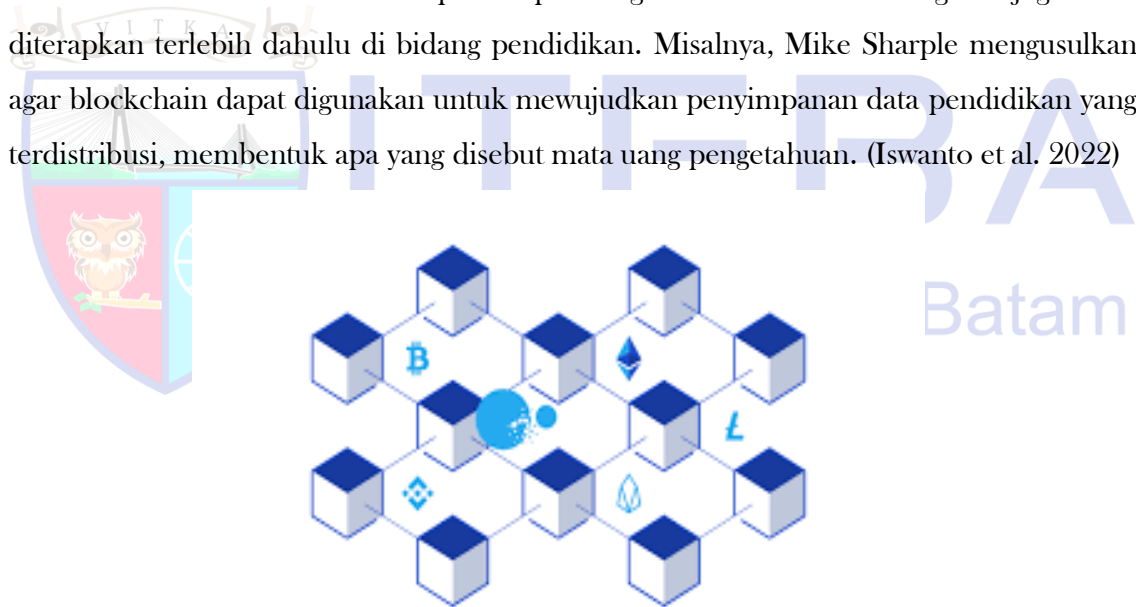 V I T K A
diterapkan terlebih dahulu di bidang pendidikan. Misalnya, Mike Sharple mengusulkan
agar blockchain dapat digunakan untuk mewujudkan penyimpanan data pendidikan yang
terdistribusi, membentuk apa yang disebut mata uang pengetahuan. (Iswanto et al. 2022)
ITEBA
Batam